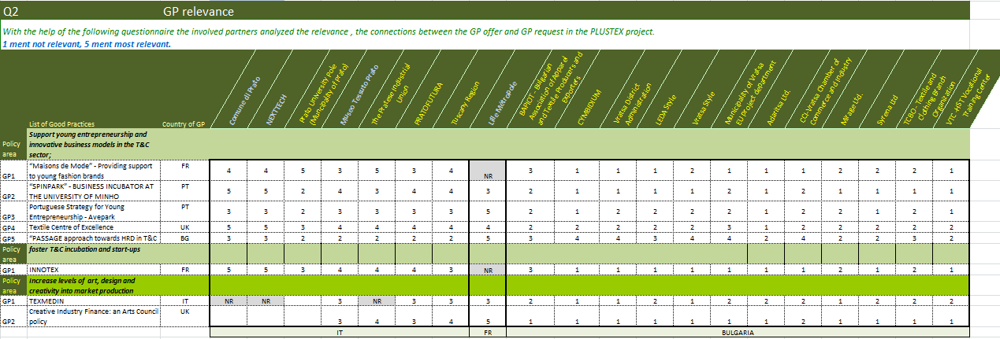 Q2 GP relevance
With the help of the following questionnaire the involved partners analyzed the relevance , the connections between the GP offer and GP request in the PLUSTEX project.
1 ment not relevant, 5 ment most relevant.
List of Good Practices
Country of GP
Comune di Prato
NEXTTECH
Prato University Pole
(Muncipality of Prato)
Museo Tessuto Prato
The Pratese Industrial
Union
PRATOFUTURA
Tuscany Region
Lille MétroPole
BAPIOT - Bulgarian
Association of Apparel
and Textile Producers and
Exporters
CYMBIDIUM
Vratsa District
Administration
LEDA Style
Vratsa Style
Municipality of Vratsa
EU Project department
Ltd.
CCI-Vratsa Chamber of
Commerce and Industry
Mirage Ltd.
Syrena Ltd
TCBO - Textile and
Clothing Branch
Organization
VTC -HST Vocational
Training Center
Policy area Support young entrepreneurship and
innovative business models in the T&C
sector;
GP1 "Maisons de Mode" - Providing support FR 4 4 5 3 5 3 4 NR 3 1 1 1 2 1 1 1 2 2 2 1
to young fashion brands
GP2 "SPINPARK" - BUSINESS INCUBATOR AT PT 5 5 2 4 3 4 4 3 2 1 1 1 1 1 2 1 2 1 1 1
THE UNIVERSITY OF MINHO
GP3 Portuguese Strategy for Young PT 3 3 2 3 3 3 3 5 2 1 2 2 2 2 1 2 2 1 2 1
Entrepreneurship - Avepark
GP4 Textile Centre of Excellence UK 5 5 3 4 4 4 4 4 2 2 2 2 2 3 1 2 2 2 2 2
GP5 "PASSAGE approach towards HRD in T&C BG 3 3 2 2 2 2 2 5 3 4 4 3 4 4 2 4 2 2 3 2
Policy area foster T&C incubation and start-ups
GP1 INNOTEX FR 5 5 3 4 4 4 3 NR 3 1 1 1 1 1 1 1 2 1 2 1
Policy area Increase levels of art, design and
creativity into market production
GP1 TEXMEDIN IT NR NR 3 NR 3 3 3 2 1 1 2 1 2 2 2 1 2 2 2
GP2 Creative Industry Finance: an Arts Council UK 3 4 3 4 5 1 1 1 1 1 1 1 2 1 1 1 1
policy
IT FR BULGARIA